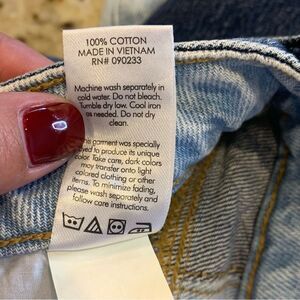 100% COTTON
MADE IN VIETNAM
RN# 090233
Machine wash separately in
cold water. Do not bleach.
Tumble dry low. Cool iron
as needed. Do not dry
clean.
garment was specially
to produce its unique
color. Take care, dark colors
may transfer onto light
colored clothing or other
items. To minimize fading,
please wash separately and
follow care instructions.